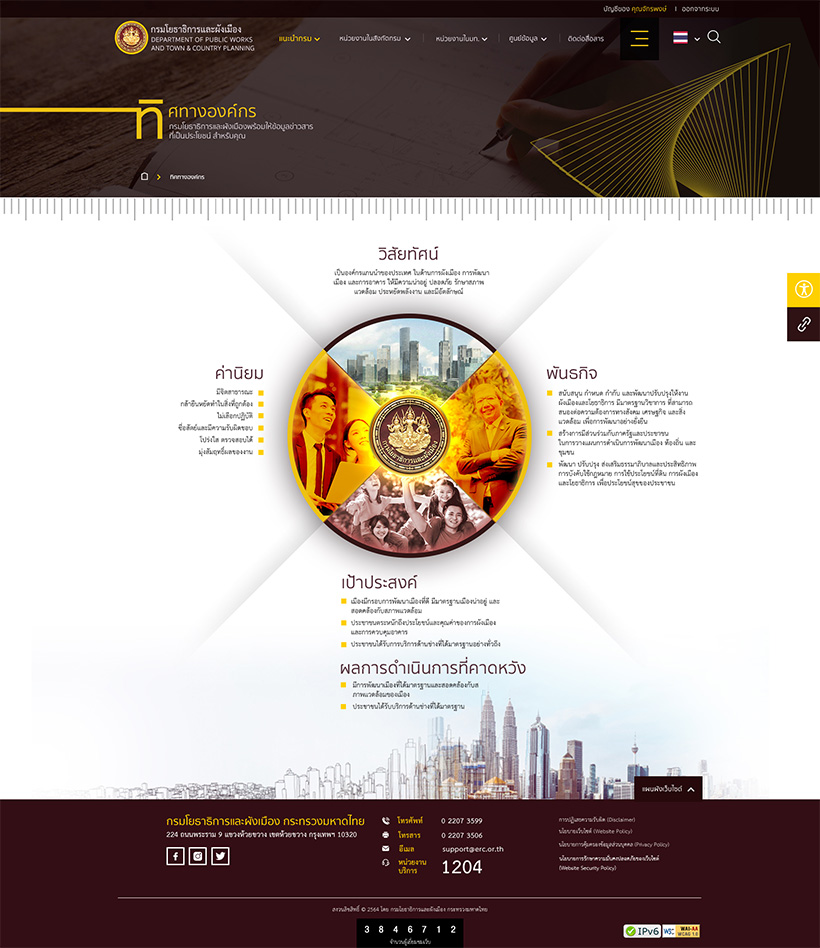 บัญชีของ คุณจักรพงษ์ | ออกจากระบบ
กรมโยธาธิการและผังเมือง
DEPARTMENT OF PUBLIC WORKS
AND TOWN & COUNTRY PLANNING
แนะนำกรม
หน่วยงานในสังกัดกรม
หน่วยงานในมท.
ศูนย์ข้อมูล
ติดต่อสื่อสาร
ทิศทางองค์กร
กรมโยธาธิการและผังเมืองพร้อมให้ข้อมูลข่าวสาร
ที่เป็นประโยชน์ สำหรับคุณ
ทิศทางองค์กร
วิสัยทัศน์
เป็นองค์กรแกนนำของประเทศ ในด้านการผังเมือง การพัฒนา
เมือง และการอาคาร ให้มีความน่าอยู่ ปลอดภัย รักษาสภาพ
แวดล้อม ประหยัดพลังงาน และมีอัตลักษณ์
ค่านิยม
มีจิตสาธารณะ
กล้ายืนหยัดทำในสิ่งที่ถูกต้อง
ไม่เลือกปฏิบัติ
ซื่อสัตย์และมีความรับผิดชอบ
โปร่งใส ตรวจสอบได้
มุ่งสัมฤทธิ์ผลของงาน
พันธกิจ
สนับสนุน กำหนด กำกับ และพัฒนาปรับปรุงให้งาน
ผังเมืองและโยธาธิการ มีมาตรฐานวิชาการ ที่สามารถ
สนองต่อความต้องการทางสังคม เศรษฐกิจ และสิ่ง
แวดล้อม เพื่อการพัฒนาอย่างยั่งยืน
สร้างการมีส่วนร่วมกับภาครัฐและประชาชน
ในการวางแผนการดำเนินการพัฒนาเมือง ท้องถิ่น และ
ชุมชน
พัฒนา ปรับปรุง ส่งเสริมธรรมาภิบาลและประสิทธิภาพ
การบังคับใช้กฎหมาย การใช้ประโยชน์ที่ดิน การผังเมือง
และโยธาธิการ เพื่อประโยชน์สุขของประชาชน
กรมโยธาธิการและผังเมือง
เป้าประสงค์
เมืองมีกรอบการพัฒนาเมืองที่ดี มีมาตรฐานเมืองน่าอยู่ และ
สอดคล้องกับสภาพแวดล้อม
ประชาชนตระหนักถึงประโยชน์และคุณค่าของการผังเมือง
และการควบคุมอาคาร
ประชาชนได้รับการบริการด้านช่างที่ได้มาตรฐานอย่างทั่วถึง
ผลการดำเนินการที่คาดหวัง
มีการพัฒนาเมืองที่ได้มาตรฐานและสอดคล้องกับส
ภาพแวดล้อมของเมือง
ประชาชนได้รับบริการด้านช่างที่ได้มาตรฐาน
แผนผังเว็บไซต์
กรมโยธาธิการและผังเมือง กระทรวงมหาดไทย
224 ถนนพระราม 9 แขวงห้วยขวาง เขตห้วยขวาง กรุงเทพฯ 10320
โทรศัพท์ 0 2207 3599
โทรสาร 0 2207 3506
อีเมล support@erc.or.th
หน่วยงาน
บริการ 1204
การปฏิเสธความรับผิด (Disclaimer)
นโยบายเว็บไซต์ (Website Policy)
นโยบายการคุ้มครองข้อมูลส่วนบุคคล (Privacy Policy)
นโยบายการรักษาความมั่นคงปลอดภัยของเว็บไซต์
(Website Security Policy)
สงวนลิขสิทธิ์ © 2564 โดย กรมโยธาธิการและผังเมือง กระทรวงมหาดไทย
3 8 4 6 7 1 2
จำนวนผู้เยี่ยมชมเว็บ
IPv6
W3C WAI-AA
WCAG 1.0